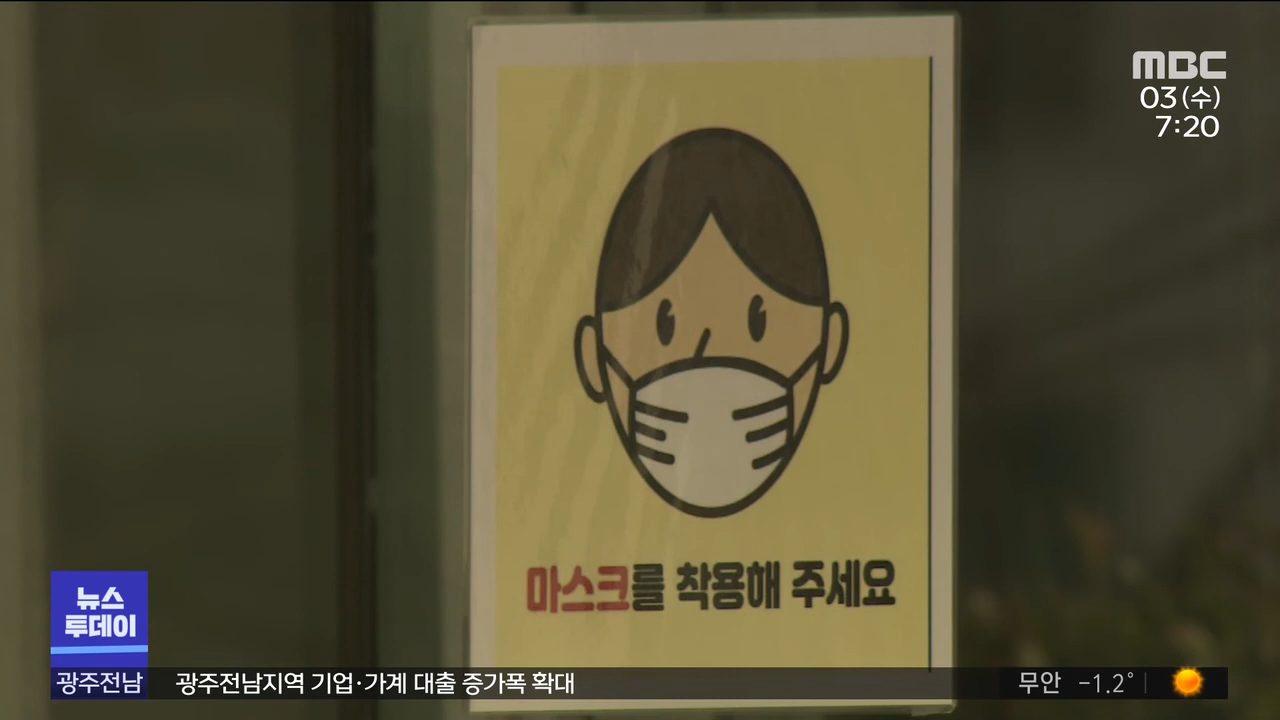 MBC
03(수)
7:20
마스크를 착용해 주세요
뉴스
투데이
광주전남
광주전남지역 기업·가계 대출 증가폭 확대
무안 -1.2°